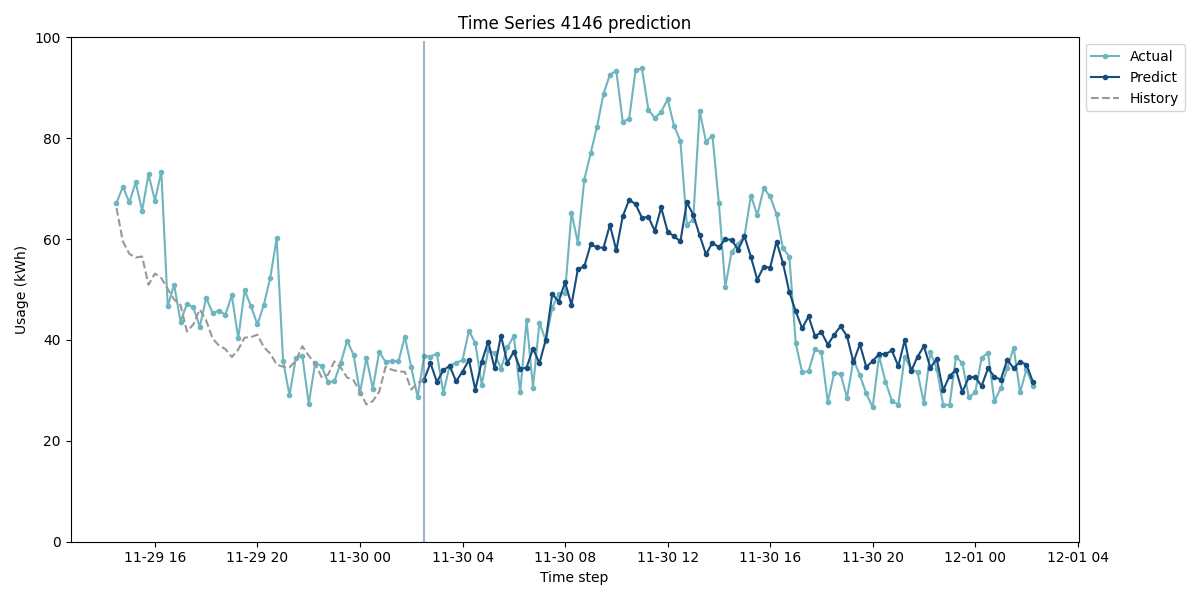 Time Series 4146 prediction
Usage (kWh)
100
80
60
40
20
0
11-29 16
11-29 20
11-30 00
11-30 04
11-30 08
11-30 12
11-30 16
11-30 20
12-01 00
12-01 04
Time step
Actual
Predict
History